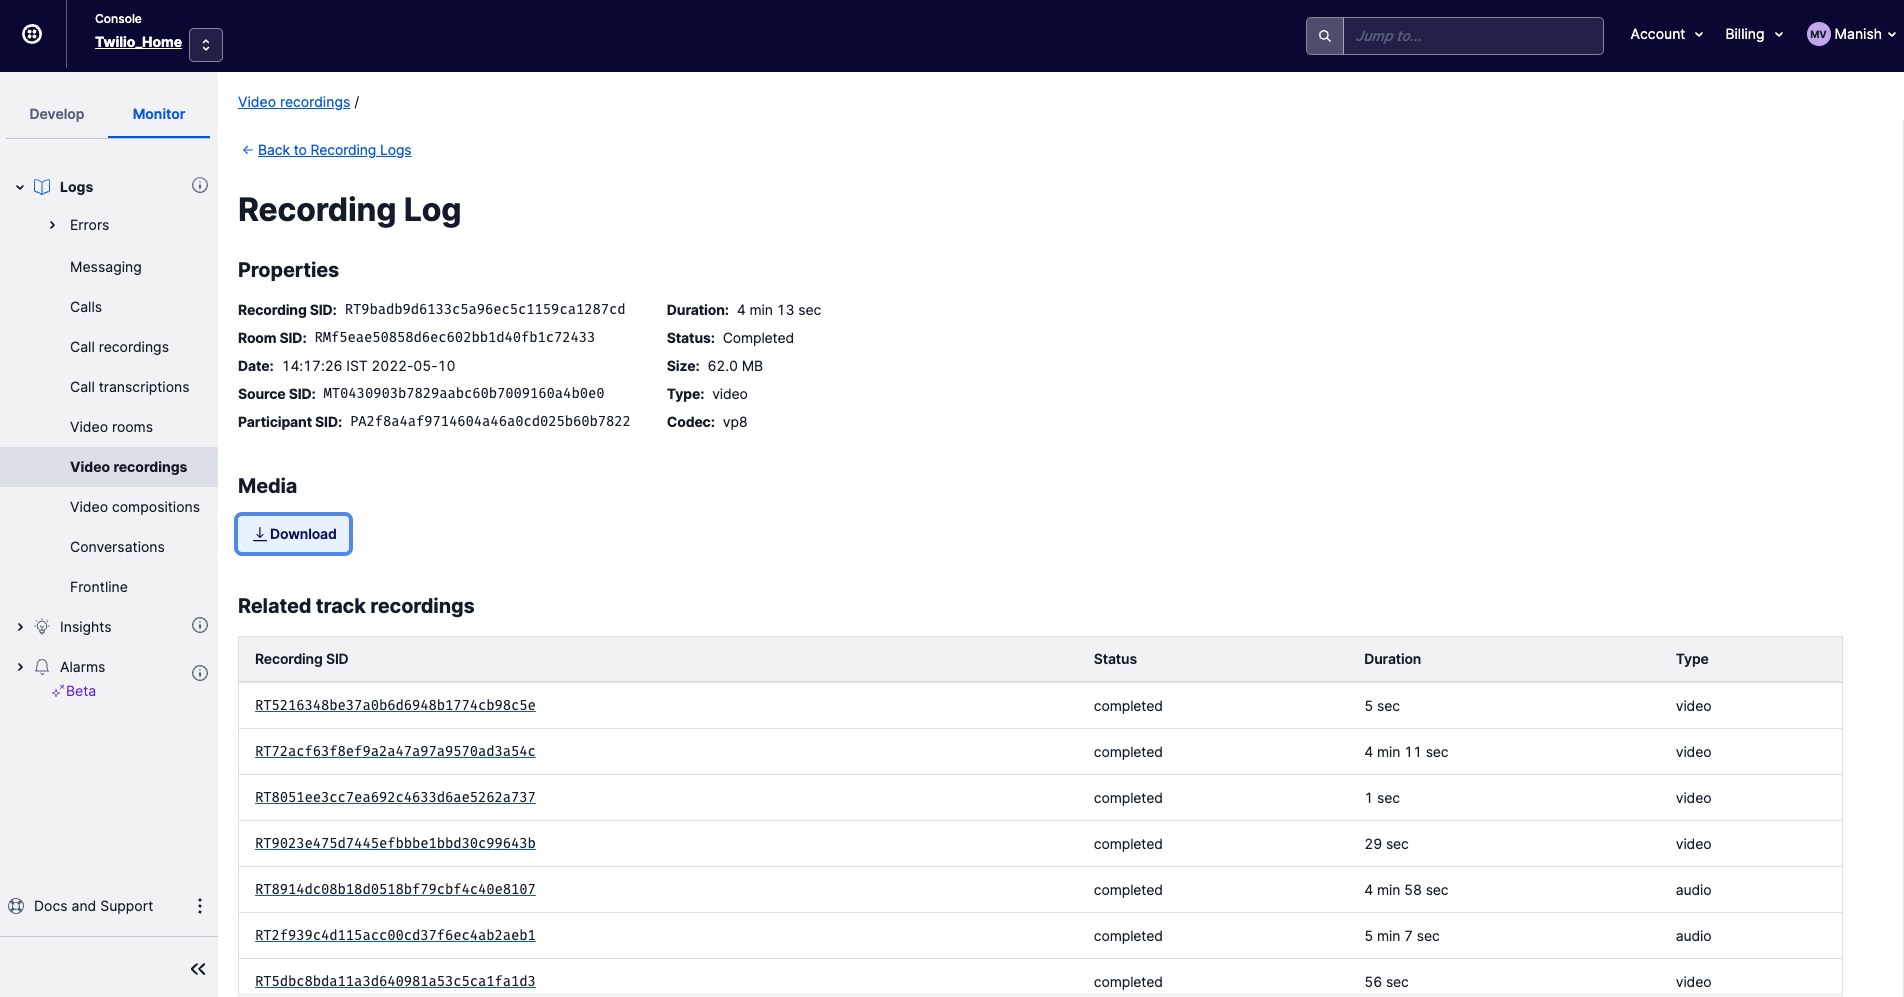 Console
Twilio_Home
Jump to...
Account
Billing
MV Manish
Develop Monitor
Logs
Errors
Messaging
Calls
Call recordings
Call transcriptions
Video rooms
Video recordings
Video compositions
Conversations
Frontline
Insights
Alarms
Beta
Docs and Support
Video recordings /
← Back to Recording Logs
Recording Log
Properties
Recording SID: RT9badb9d6133c5a96ec5c1159ca1287cd
Room SID: RMf5eae50858d6ec602bb1d40fb1c72433
Date: 14:17:26 IST 2022-05-10
Source SID: MT0430903b7829aabc60b7009160a4b0e0
Participant SID: PA2f8a4af9714604a46a0cd025b60b7822
Duration: 4 min 13 sec
Status: Completed
Size: 62.0 MB
Type: video
Codec: vp8
Media
Download
Related track recordings
Recording SID Status Duration Type
RT5216348be37a0b6d6948b1774cb98c5e completed 5 sec video
RT72acf63f8ef9a2a47a97a9570ad3a54c completed 4 min 11 sec video
RT8051ee3cc7ea692c4633d6ae5262a737 completed 1 sec video
RT9023e475d7445efbbbe1bbd30c99643b completed 29 sec video
RT8914dc08b18d0518bf79cbf4c40e8107 completed 4 min 58 sec audio
RT2f939c4d115acc00cd37f6ec4ab2aeb1 completed 5 min 7 sec audio
RT5dbc8bda11a3d640981a53c5ca1fa1d3 completed 56 sec video